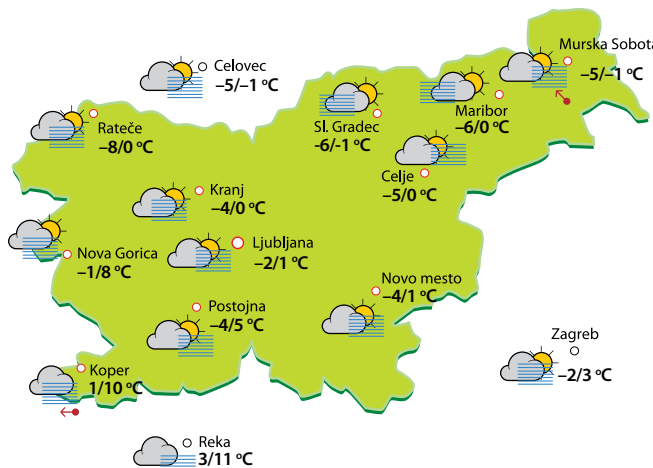 Celovec
–5/–1 °C
Murska Sobota
–5/–1 °C
Rateče
–8/0 °C
Sl. Gradec
-6/-1 °C
Maribor
–6/0 °C
Celje
–5/0 °C
Kranj
–4/0 °C
Nova Gorica
–1/8 °C
Ljubljana
–2/1 °C
Novo mesto
–4/1 °C
Postojna
–4/5 °C
Zagreb
–2/3 °C
Koper
1/10 °C
Reka
3/11 °C